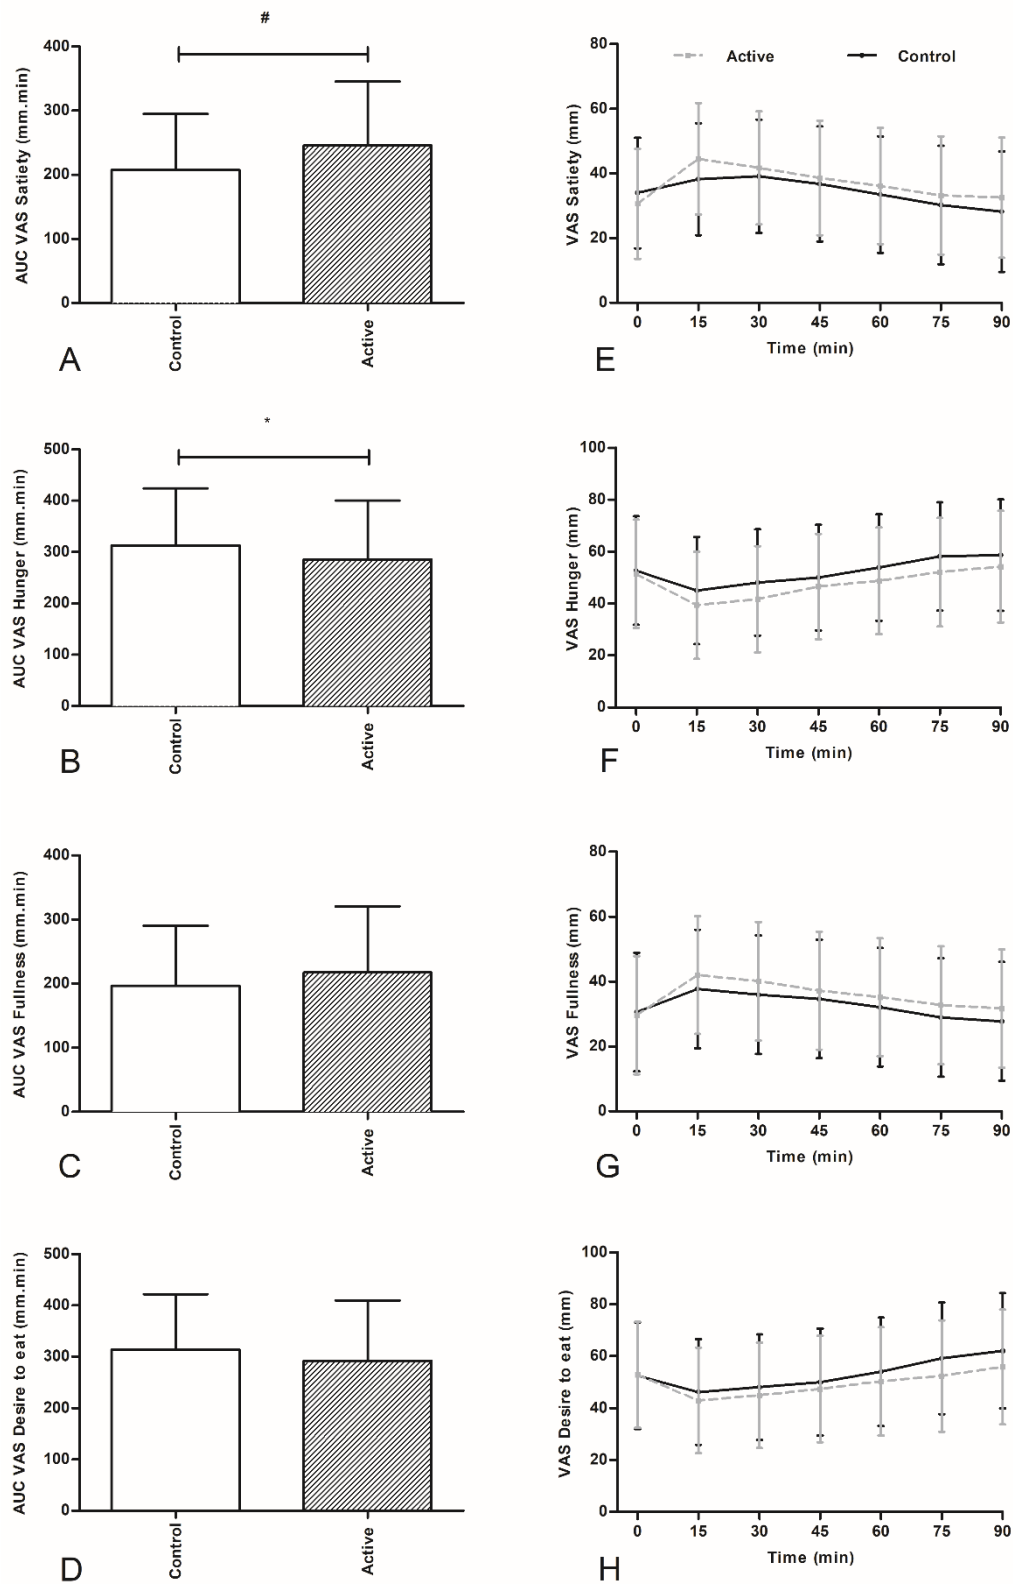 #
400
300
200
100
0
AUC VAS Satiety (mm.min)
Control
Active
A
80
60
40
20
0
VAS Satiety (mm)
Active
Control
0 15 30 45 60 75 90
Time (min)
E
*
500
400
300
200
100
0
AUC VAS Hunger (mm.min)
Control
Active
B
100
80
60
40
20
0
VAS Hunger (mm)
0 15 30 45 60 75 90
Time (min)
F
400
300
200
100
0
AUC VAS Fullness (mm.min)
Control
Active
C
80
60
40
20
0
VAS Fullness (mm)
0 15 30 45 60 75 90
Time (min)
G
500
400
300
200
100
0
AUC VAS Desire to eat (mm.min)
Control
Active
D
100
80
60
40
20
0
VAS Desire to eat (mm)
0 15 30 45 60 75 90
Time (min)
H